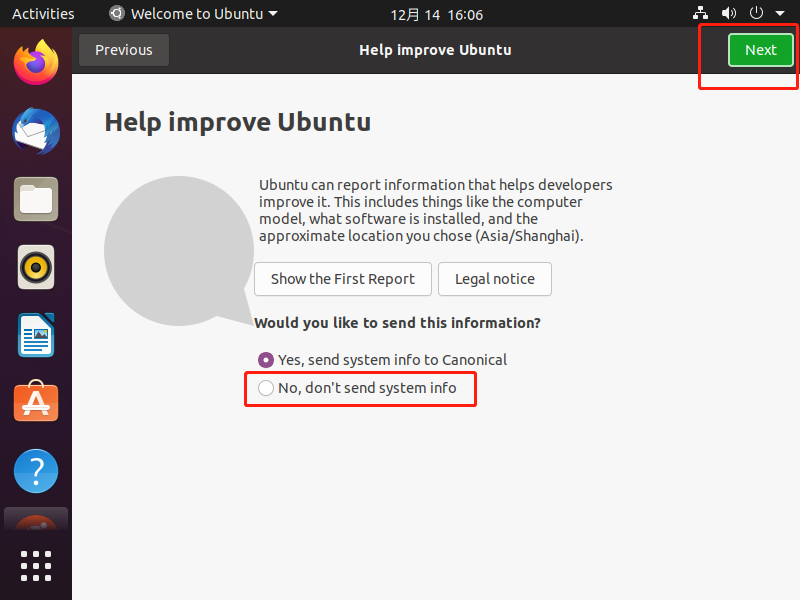 Activities
Welcome to Ubuntu
12月 14 16:06
Previous
Help improve Ubuntu
Next
Help improve Ubuntu
Ubuntu can report information that helps developers
improve it. This includes things like the computer
model, what software is installed, and the
approximate location you chose (Asia/Shanghai).
Show the First Report
Legal notice
Would you like to send this information?
Yes, send system info to Canonical
No, don't send system info